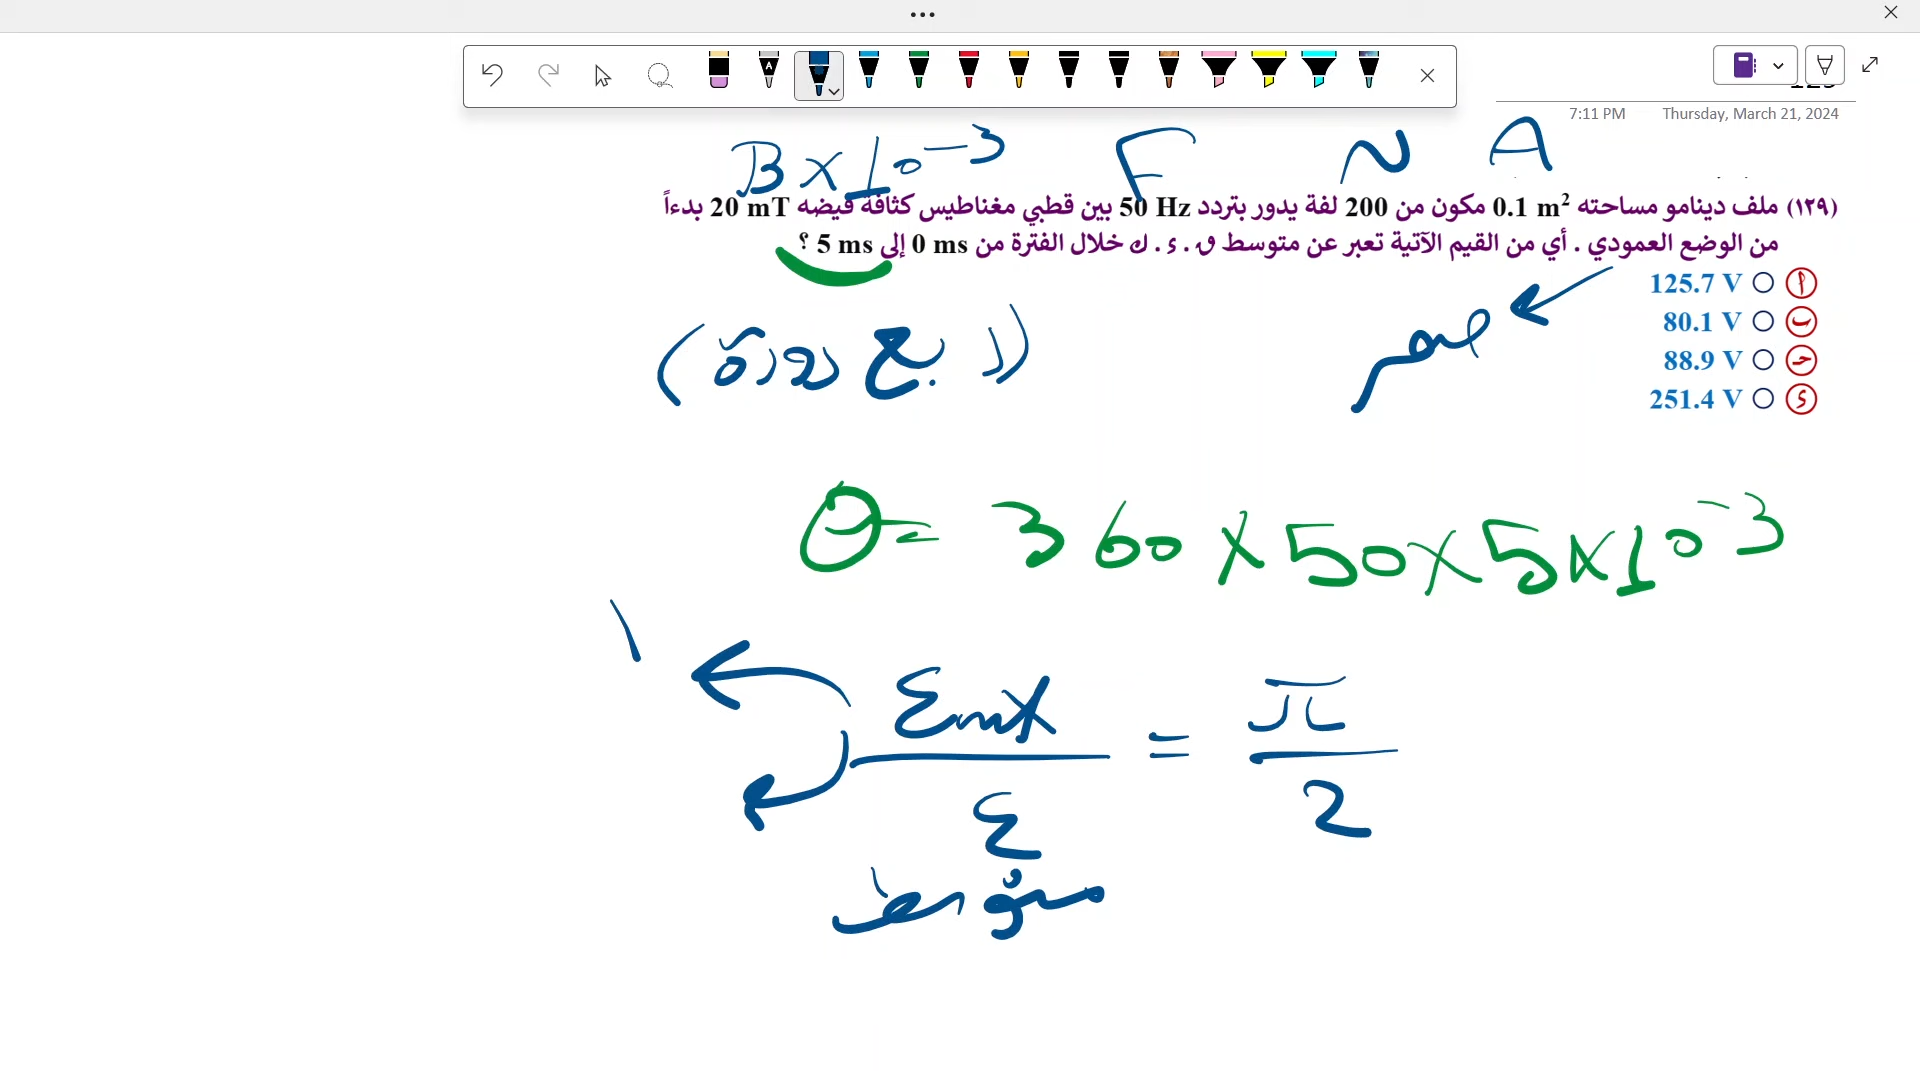 129
7:11 PM Thursday, March 21, 2024
B x 10⁻³ F N A
(١٢٩) ملف دينامو مساحته 0.1 m² مكون من 200 لفة يدور بتردد 50 Hz بين قطبي مغناطيس كثافة فيضه 20 mT بدءاً
من الوضع العمودي . أي من القيم الآتية تعبر عن متوسط ق . ء . ك خلال الفترة من 0 ms إلى 5 ms ؟
أ 125.7 V
ب 80.1 V
جـ 88.9 V
ء 251.4 V
صفر
ربع دورة
θ = 360 x 50 x 5 x 10⁻³
εmx / ε = π / 2
متوسط